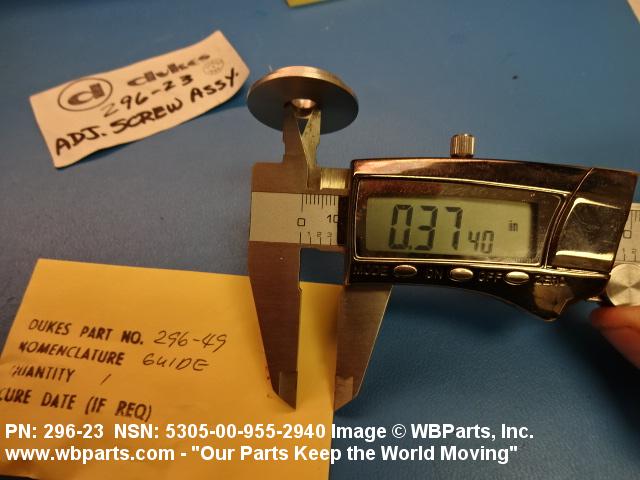 d dukes
296-23
ADJ. SCREW ASSY.
0 10
0.3740 in
MODE ON OFF ZERO
DUKES PART NO. 296-49
NOMENCLATURE GUIDE
QUANTITY 1
CURE DATE (IF REQ)
PN: 296-23 NSN: 5305-00-955-2940 Image © WBParts, Inc.
www.wbparts.com - "Our Parts Keep the World Moving"